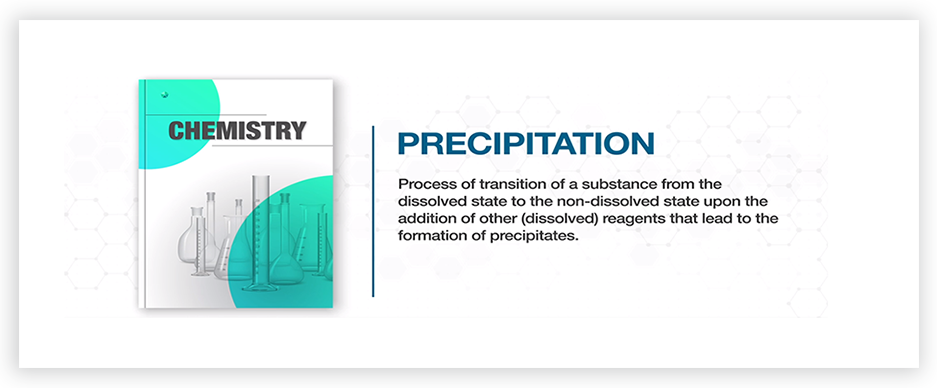 CHEMISTRY
PRECIPITATION
Process of transition of a substance from the
dissolved state to the non-dissolved state upon the
addition of other (dissolved) reagents that lead to the
formation of precipitates.